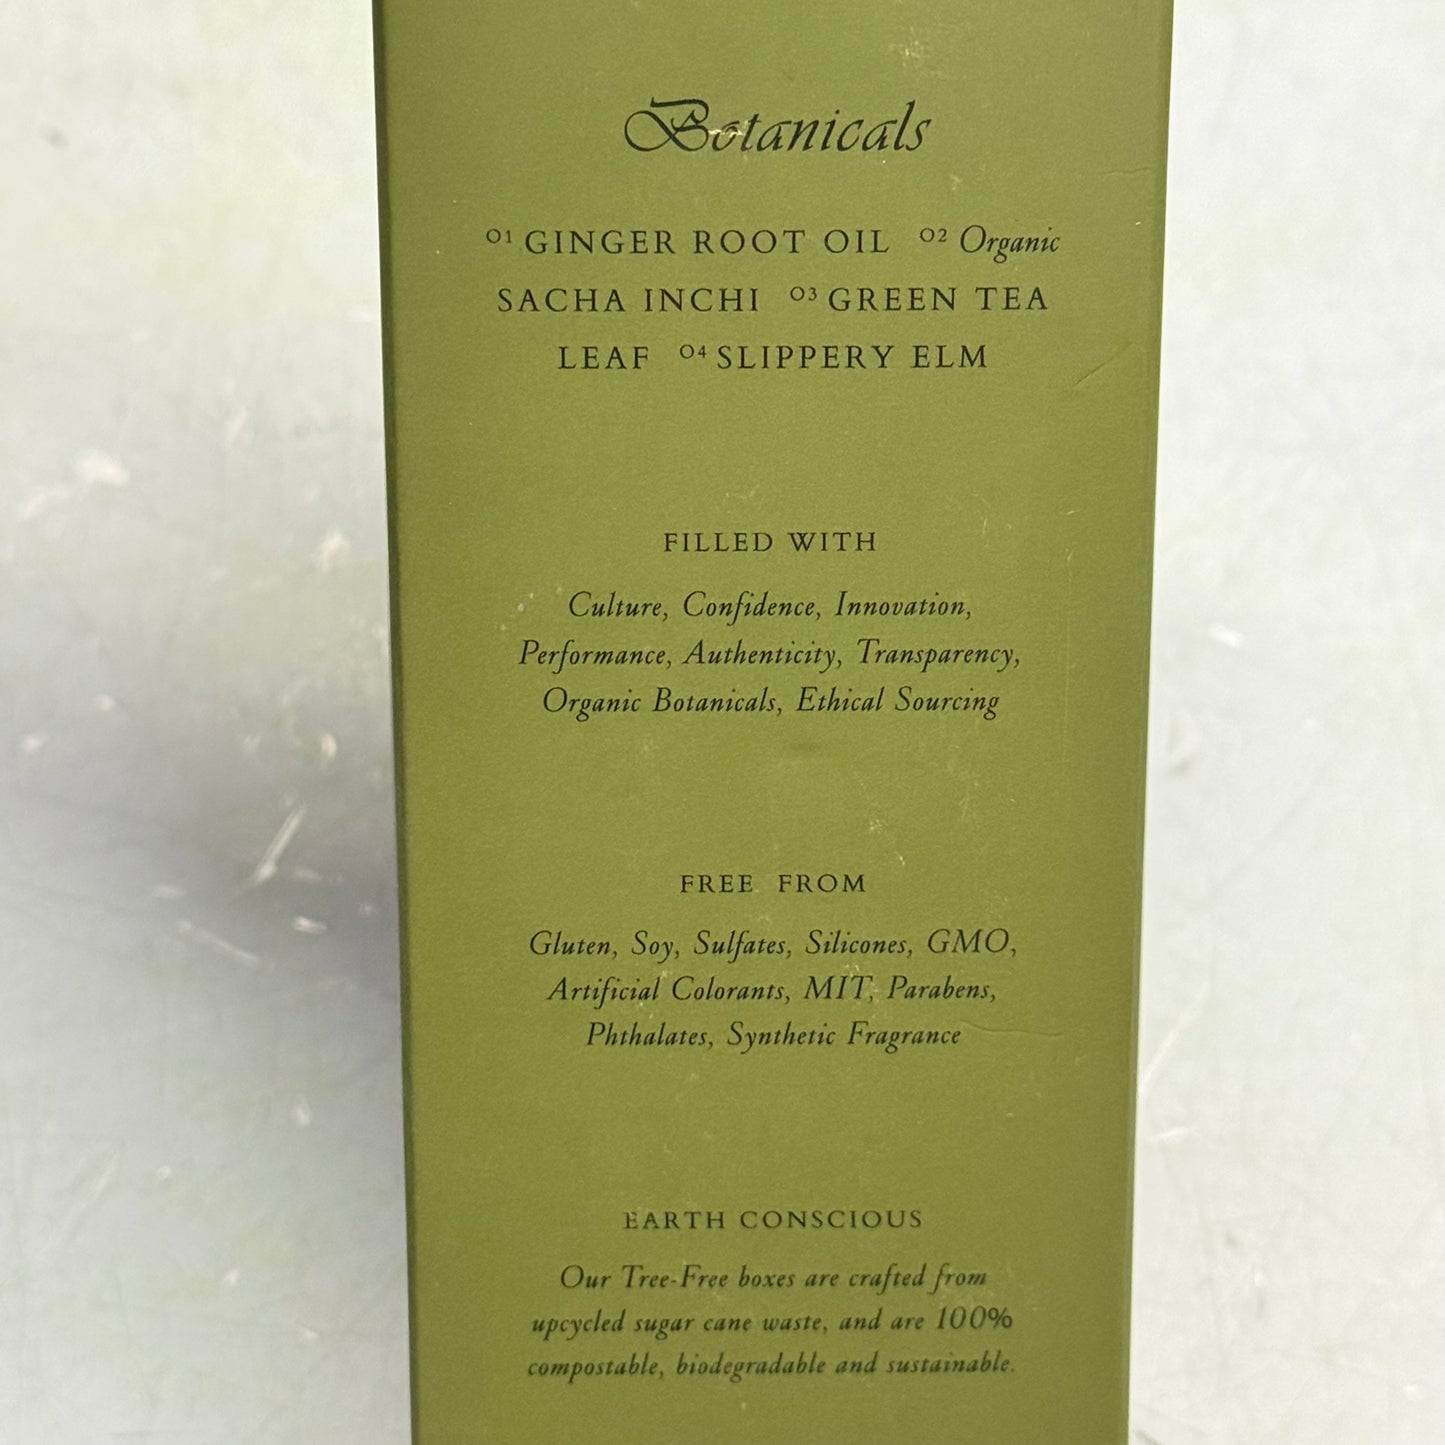 Botanicals
01 GINGER ROOT OIL 02 Organic
SACHA INCHI 03 GREEN TEA
LEAF 04 SLIPPERY ELM
FILLED WITH
Culture, Confidence, Innovation,
Performance, Authenticity, Transparency,
Organic Botanicals, Ethical Sourcing
FREE FROM
Gluten, Soy, Sulfates, Silicones, GMO,
Artificial Colorants, MIT, Parabens,
Phthalates, Synthetic Fragrance
EARTH CONSCIOUS
Our Tree-Free boxes are crafted from
upcycled sugar cane waste, and are 100%
compostable, biodegradable and sustainable.